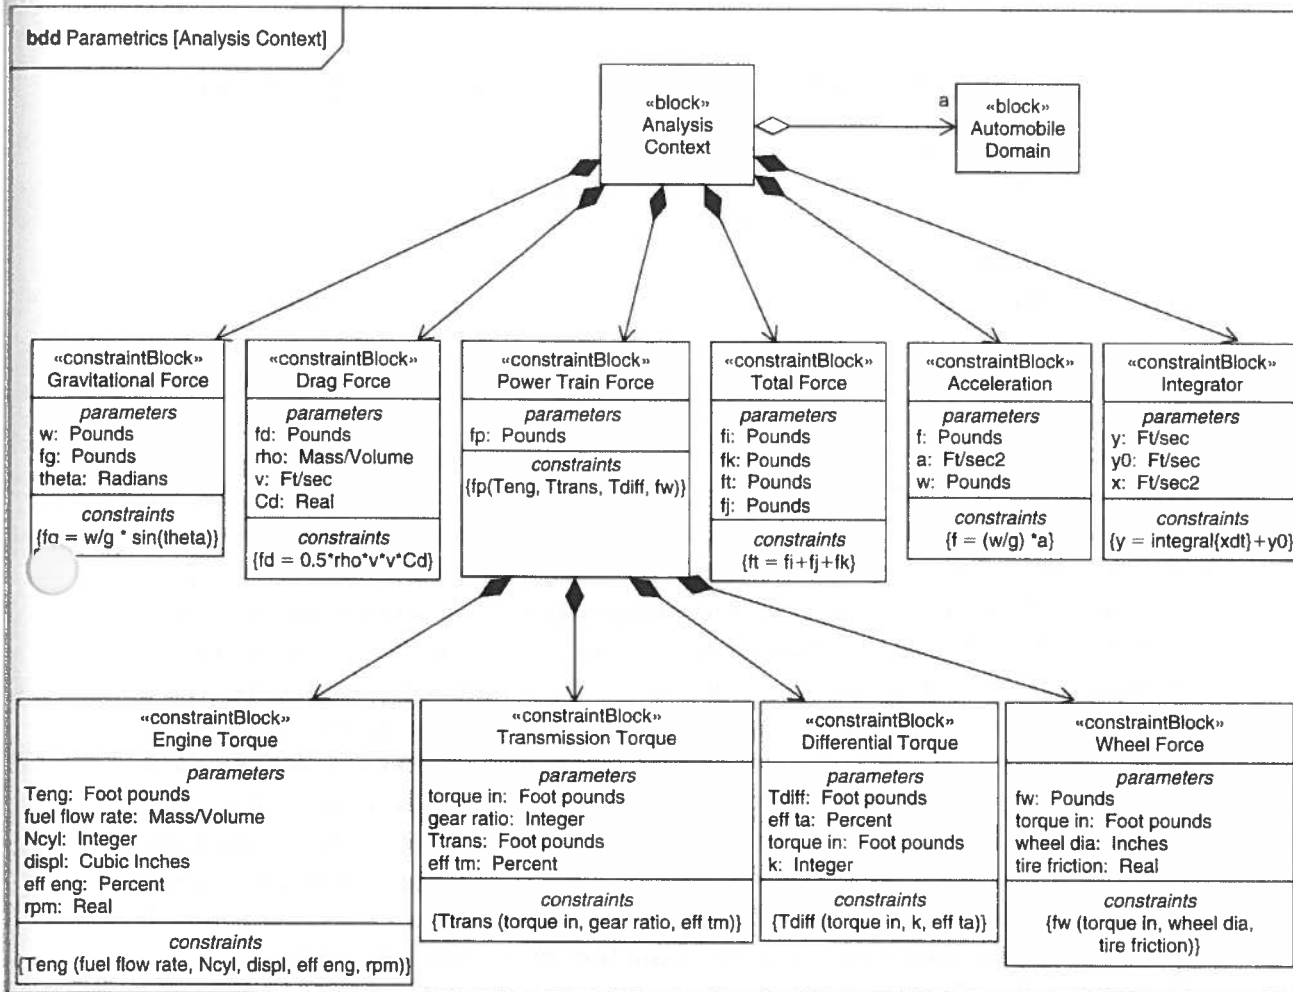 bdd Parametrics [Analysis Context]
«block»
Analysis
Context
a
«block»
Automobile
Domain
«constraintBlock»
Gravitational Force
parameters
w: Pounds
fg: Pounds
theta: Radians
constraints
{fg = w/g * sin(theta)}
«constraintBlock»
Drag Force
parameters
fd: Pounds
rho: Mass/Volume
v: Ft/sec
Cd: Real
constraints
{fd = 0.5*rho*v*v*Cd}
«constraintBlock»
Power Train Force
parameters
fp: Pounds
constraints
{fp(Teng, Ttrans, Tdiff, fw)}
«constraintBlock»
Total Force
parameters
fi: Pounds
fk: Pounds
ft: Pounds
fj: Pounds
constraints
{ft = fi+fj+fk}
«constraintBlock»
Acceleration
parameters
f: Pounds
a: Ft/sec2
w: Pounds
constraints
{f = (w/g) *a}
«constraintBlock»
Integrator
parameters
y: Ft/sec
y0: Ft/sec
x: Ft/sec2
constraints
{y = integral{xdt}+y0}
«constraintBlock»
Engine Torque
parameters
Teng: Foot pounds
fuel flow rate: Mass/Volume
Ncyl: Integer
displ: Cubic Inches
eff eng: Percent
rpm: Real
constraints
{Teng (fuel flow rate, Ncyl, displ, eff eng, rpm)}
«constraintBlock»
Transmission Torque
parameters
torque in: Foot pounds
gear ratio: Integer
Ttrans: Foot pounds
eff tm: Percent
constraints
{Ttrans (torque in, gear ratio, eff tm)}
«constraintBlock»
Differential Torque
parameters
Tdiff: Foot pounds
eff ta: Percent
torque in: Foot pounds
k: Integer
constraints
{Tdiff (torque in, k, eff ta)}
«constraintBlock»
Wheel Force
parameters
fw: Pounds
torque in: Foot pounds
wheel dia: Inches
tire friction: Real
constraints
{fw (torque in, wheel dia,
tire friction)}